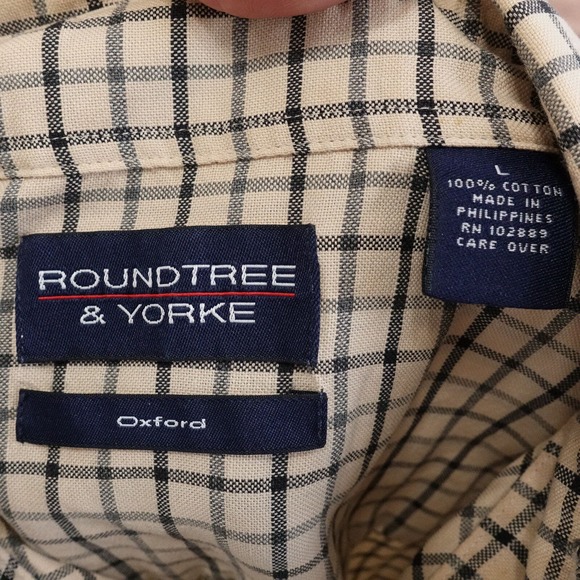 ROUNDTREE
& YORKE
Oxford
L
100% COTTON
MADE IN
PHILIPPINES
RN 102889
CARE OVER